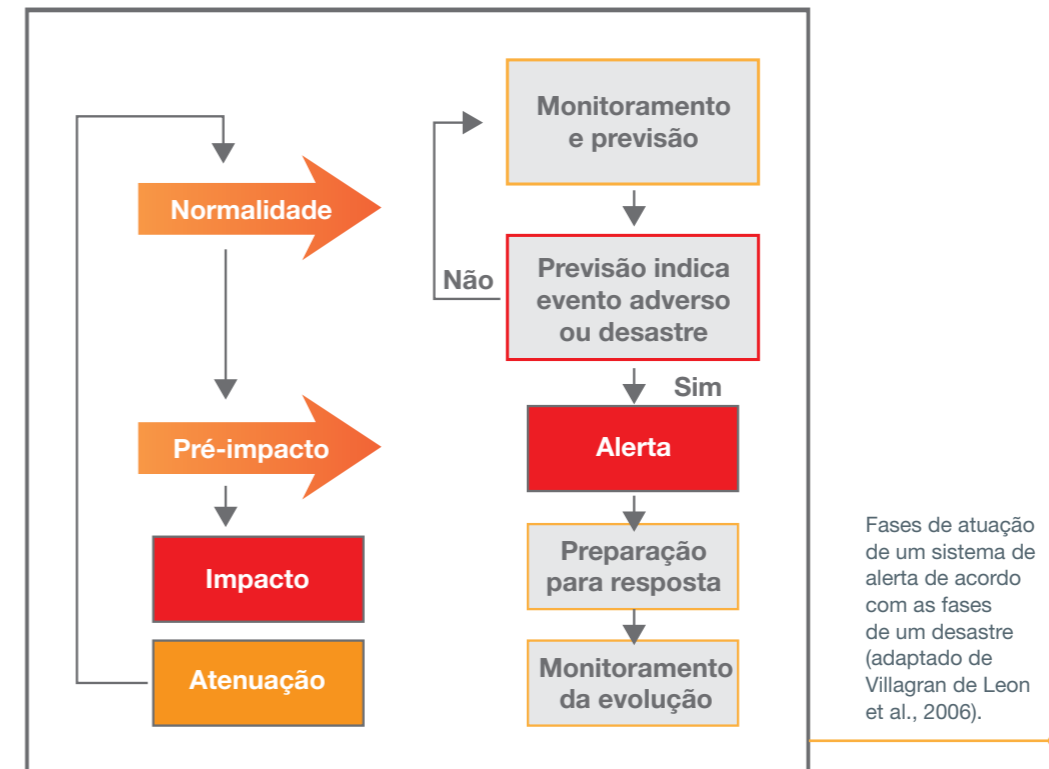 Monitoramento
e previsão
Normalidade
Não
Previsão indica
evento adverso
ou desastre
Sim
Pré-impacto
Alerta
Impacto
Preparação
para resposta
Atenuação
Monitoramento
da evolução
Fases de atuação
de um sistema de
alerta de acordo
com as fases
de um desastre
(adaptado de
Villagran de Leon
et al., 2006).